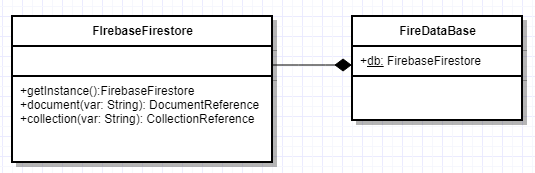 FIrebaseFirestore
+getInstance():FirebaseFirestore
+document(var: String): DocumentReference
+collection(var: String): CollectionReference
FireDataBase
+db: FirebaseFirestore